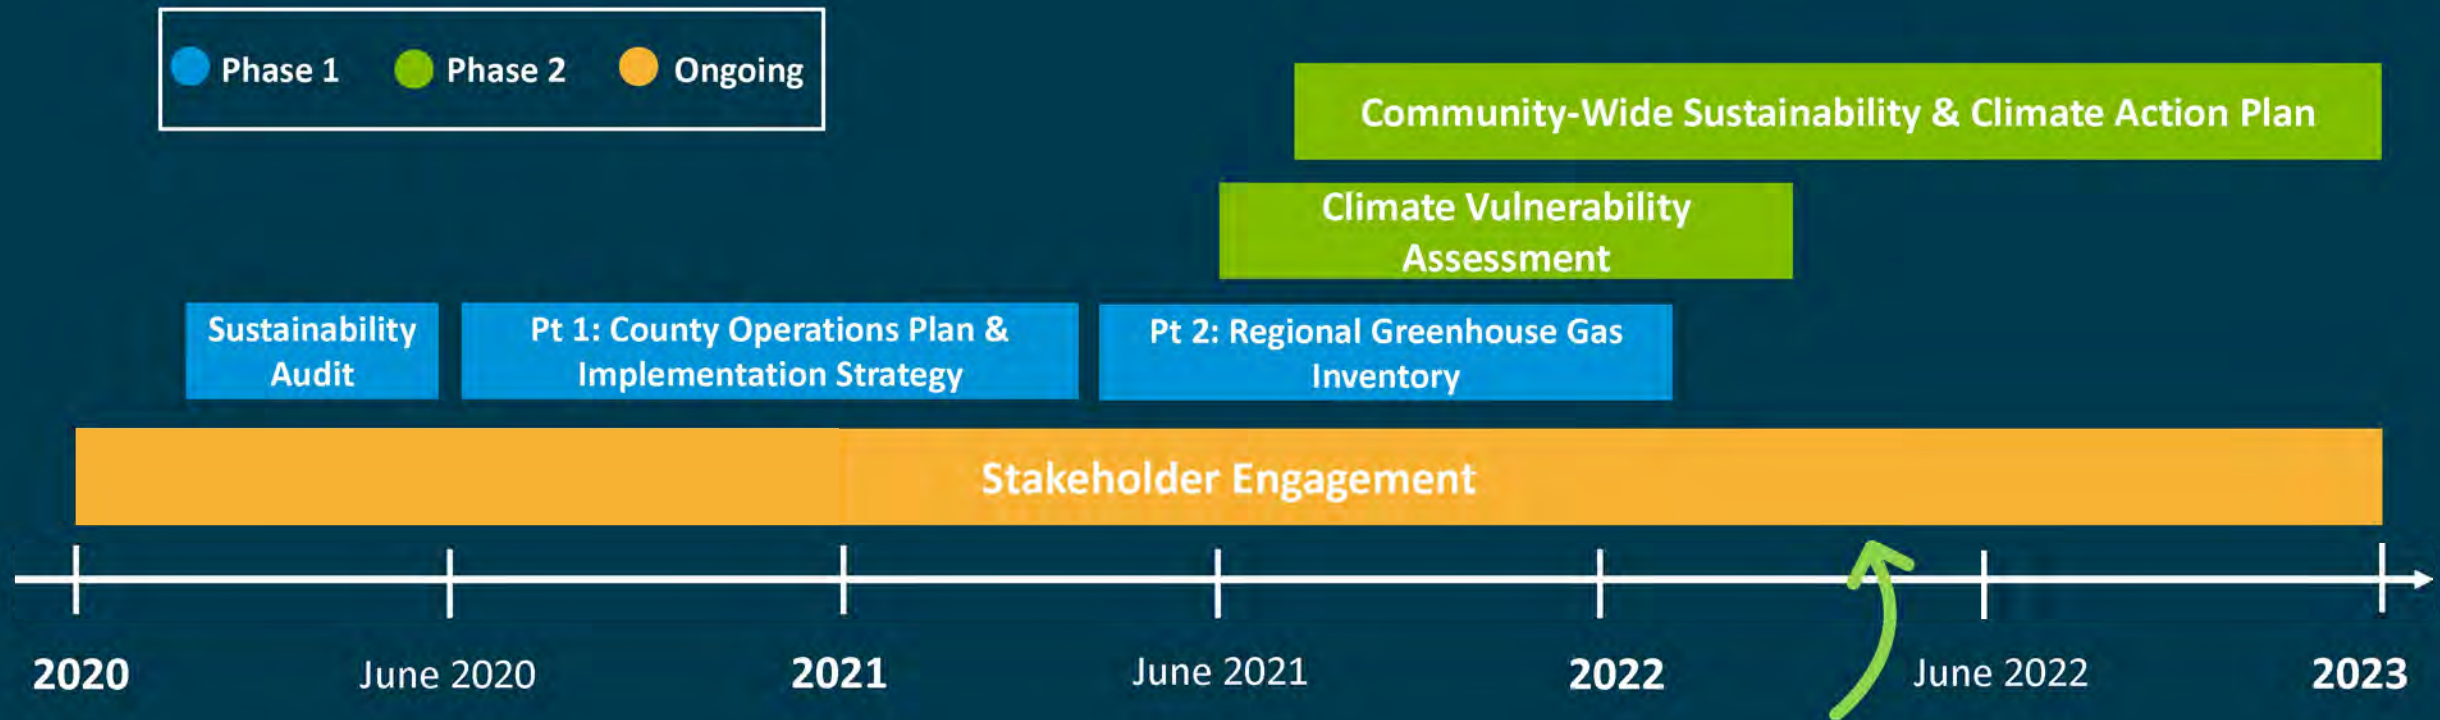 Phase 1
Phase 2
Ongoing
Community-Wide Sustainability & Climate Action Plan
Climate Vulnerability
Assessment
Sustainability
Audit
Pt 1: County Operations Plan &
Implementation Strategy
Pt 2: Regional Greenhouse Gas
Inventory
Stakeholder Engagement
2020
June 2020
2021
June 2021
2022
June 2022
2023